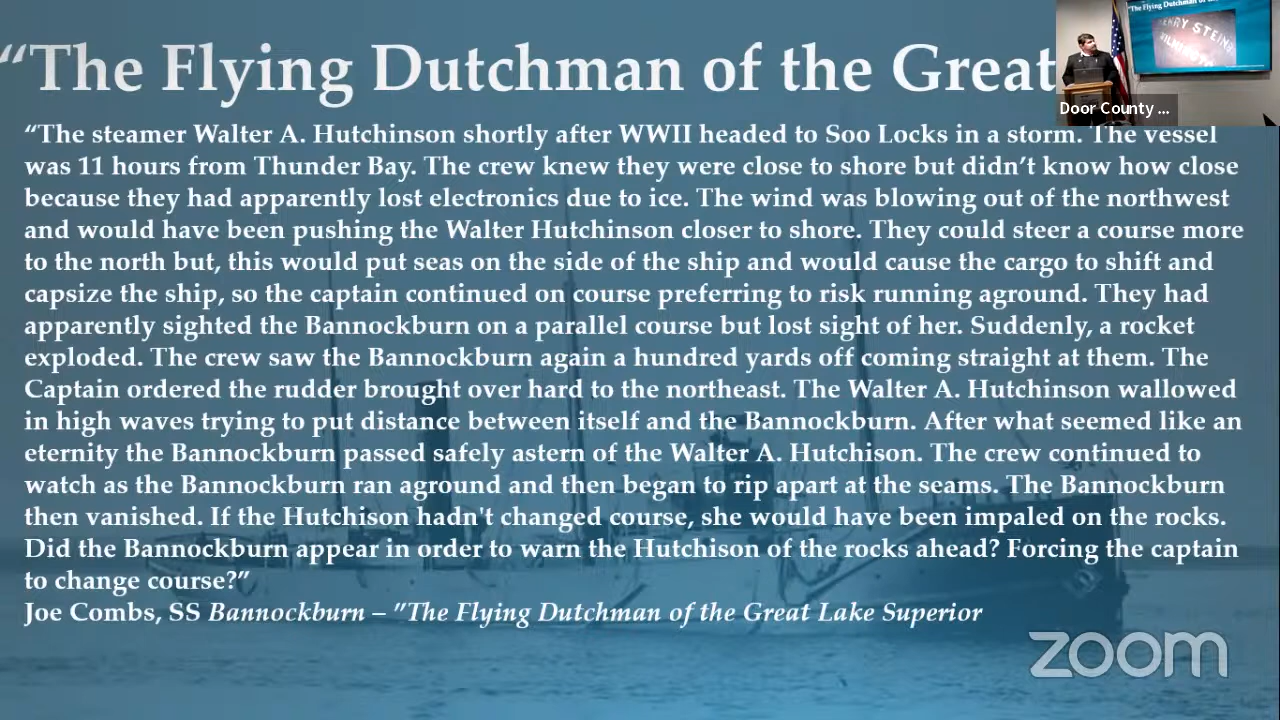 “The Flying Dutchman of the Great
“The steamer Walter A. Hutchinson shortly after WWII headed to Soo Locks in a storm. The vessel
was 11 hours from Thunder Bay. The crew knew they were close to shore but didn’t know how close
because they had apparently lost electronics due to ice. The wind was blowing out of the northwest
and would have been pushing the Walter Hutchinson closer to shore. They could steer a course more
to the north but, this would put seas on the side of the ship and would cause the cargo to shift and
capsize the ship, so the captain continued on course preferring to risk running aground. They had
apparently sighted the Bannockburn on a parallel course but lost sight of her. Suddenly, a rocket
exploded. The crew saw the Bannockburn again a hundred yards off coming straight at them. The
Captain ordered the rudder brought over hard to the northeast. The Walter A. Hutchinson wallowed
in high waves trying to put distance between itself and the Bannockburn. After what seemed like an
eternity the Bannockburn passed safely astern of the Walter A. Hutchison. The crew continued to
watch as the Bannockburn ran aground and then began to rip apart at the seams. The Bannockburn
then vanished. If the Hutchison hadn't changed course, she would have been impaled on the rocks.
Did the Bannockburn appear in order to warn the Hutchison of the rocks ahead? Forcing the captain
to change course?”
Joe Combs, SS Bannockburn – ”The Flying Dutchman of the Great Lake Superior
"The Flying Dutchman of
Door County ...
zoom